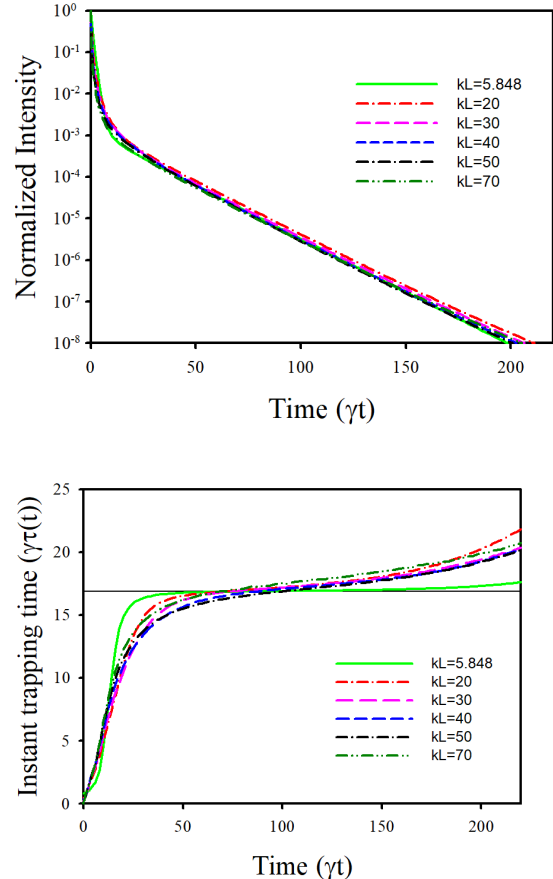 Normalized Intensity
10⁰
10⁻¹
10⁻²
10⁻³
10⁻⁴
10⁻⁵
10⁻⁶
10⁻⁷
10⁻⁸
kL=5.848
kL=20
kL=30
kL=40
kL=50
kL=70
0 50 100 150 200
Time (γt)
Instant trapping time (γτ(t))
25
20
15
10
5
0
kL=5.848
kL=20
kL=30
kL=40
kL=50
kL=70
0 50 100 150 200
Time (γt)